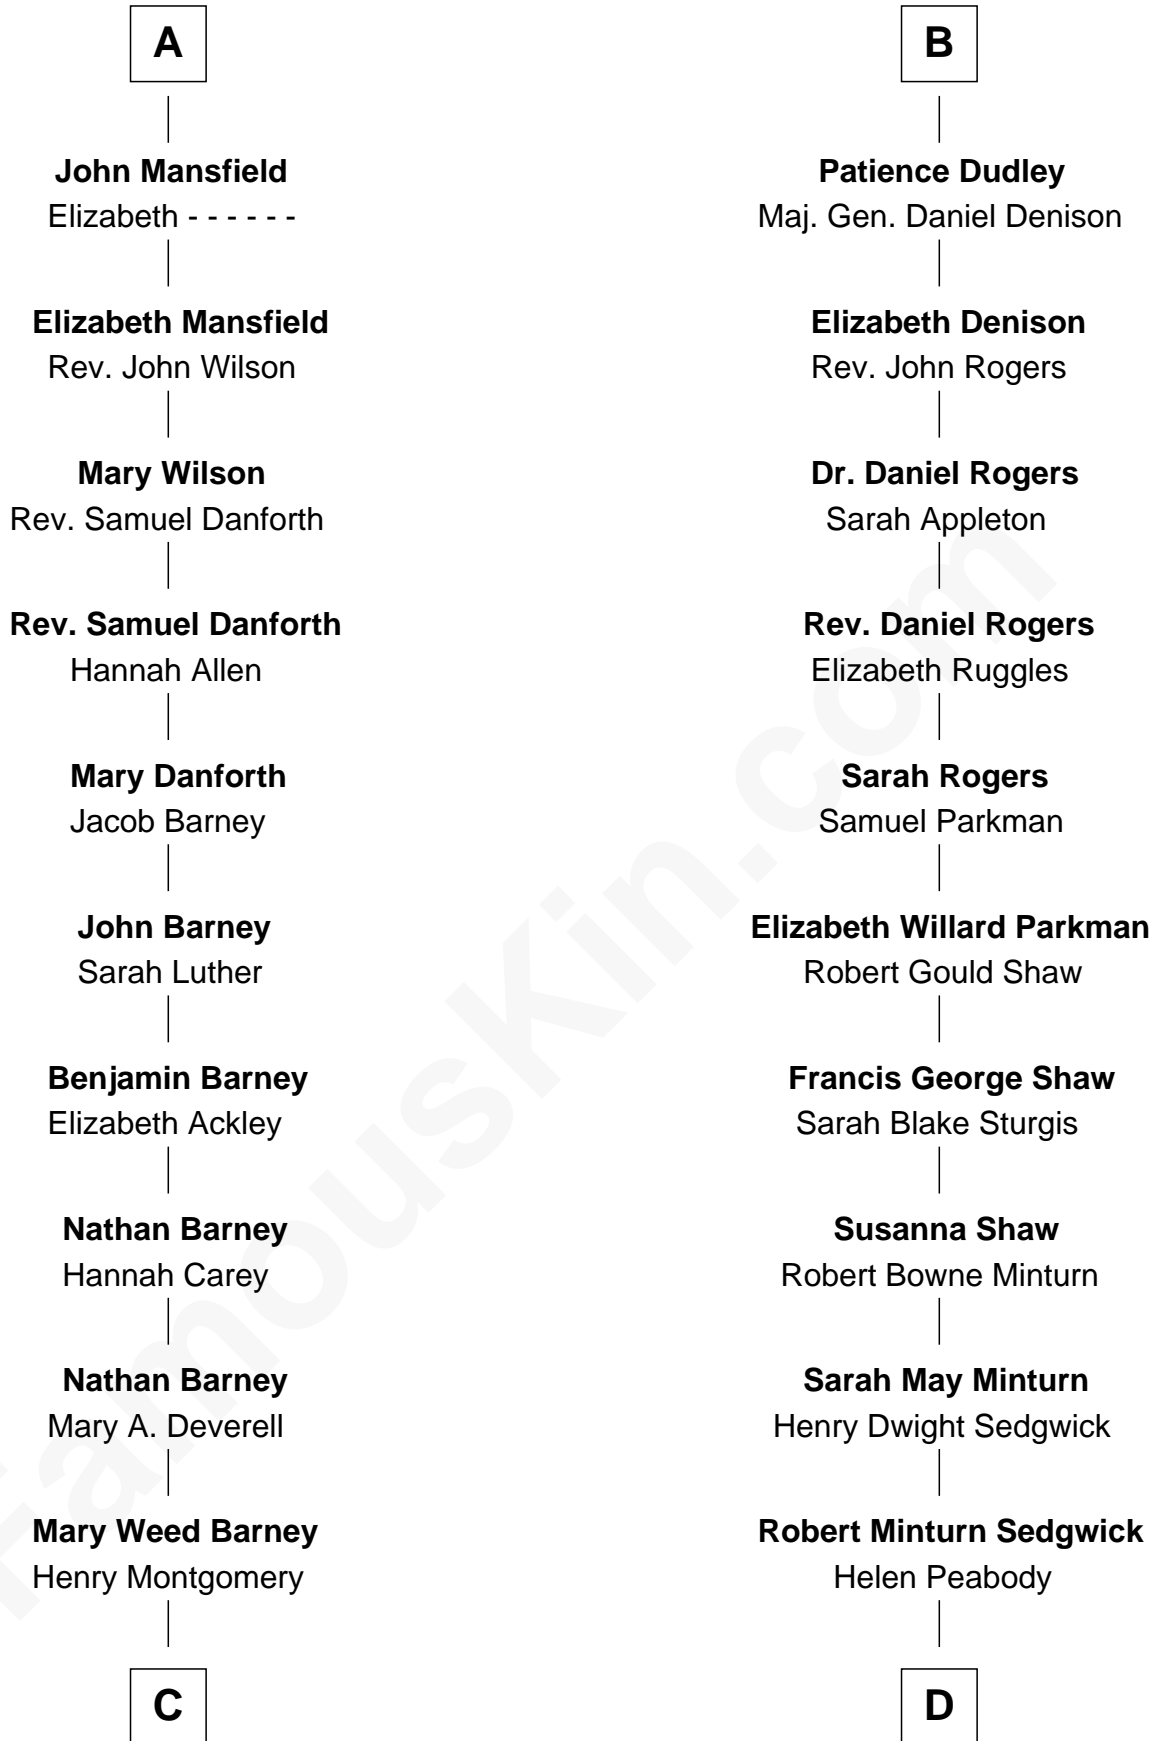 A
John Mansfield
Elizabeth - - - - - -
Elizabeth Mansfield
Rev. John Wilson
Mary Wilson
Rev. Samuel Danforth
Rev. Samuel Danforth
Hannah Allen
Mary Danforth
Jacob Barney
John Barney
Sarah Luther
Benjamin Barney
Elizabeth Ackley
Nathan Barney
Hannah Carey
Nathan Barney
Mary A. Deverell
Mary Weed Barney
Henry Montgomery
C
B
Patience Dudley
Maj. Gen. Daniel Denison
Elizabeth Denison
Rev. John Rogers
Dr. Daniel Rogers
Sarah Appleton
Rev. Daniel Rogers
Elizabeth Ruggles
Sarah Rogers
Samuel Parkman
Elizabeth Willard Parkman
Robert Gould Shaw
Francis George Shaw
Sarah Blake Sturgis
Susanna Shaw
Robert Bowne Minturn
Sarah May Minturn
Henry Dwight Sedgwick
Robert Minturn Sedgwick
Helen Peabody
D
FamousKin.com